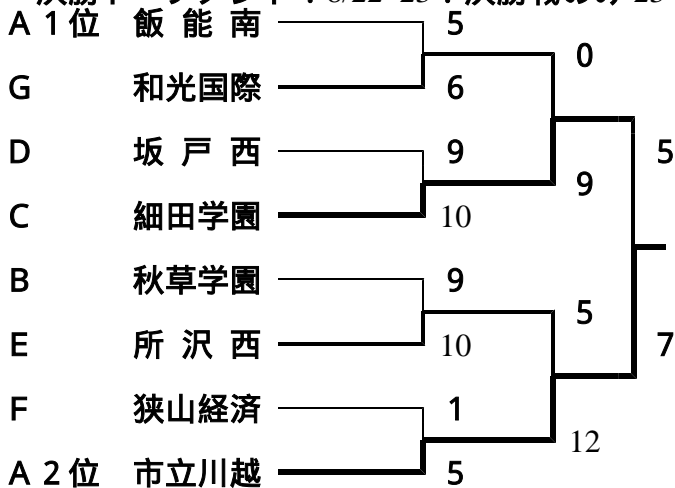 A 1位 飯 能 南 5
0
G 和光国際 6
D 坂 戸 西 9 5
9
C 細田学園 10
B 秋草学園 9
5
E 所 沢 西 10 7
F 狭山経済 1
12
A 2位 市立川越 5